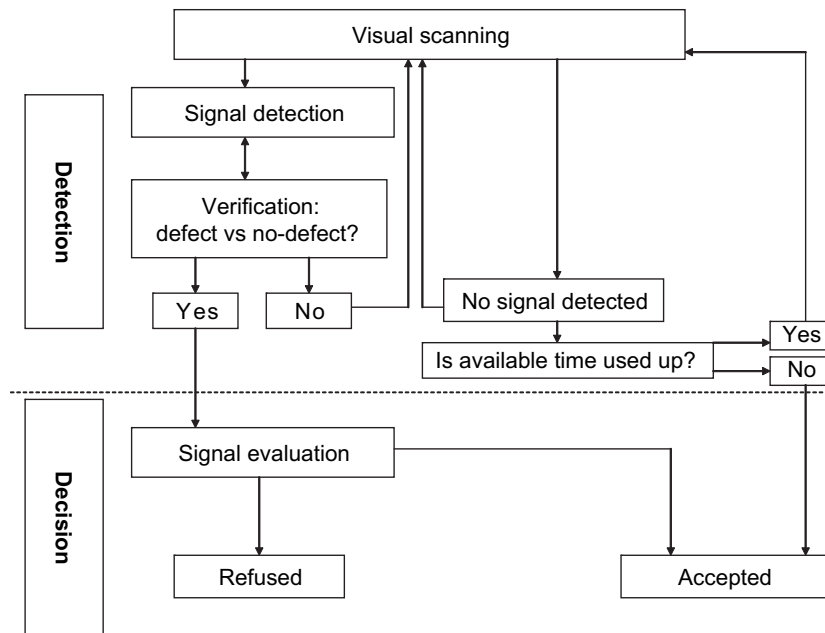 Visual scanning
Detection
Signal detection
Verification:
defect vs no-defect?
Yes
No
No signal detected
Is available time used up?
Yes
No
Decision
Signal evaluation
Refused
Accepted